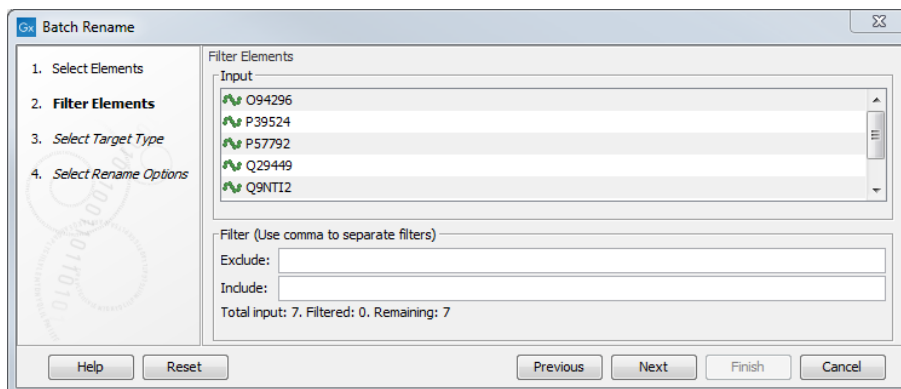 Gx Batch Rename
1. Select Elements
2. Filter Elements
3. Select Target Type
4. Select Rename Options
Filter Elements
Input
O94296
P39524
P57792
Q29449
Q9NTI2
Filter (Use comma to separate filters)
Exclude:
Include:
Total input: 7. Filtered: 0. Remaining: 7
Help Reset Previous Next Finish Cancel